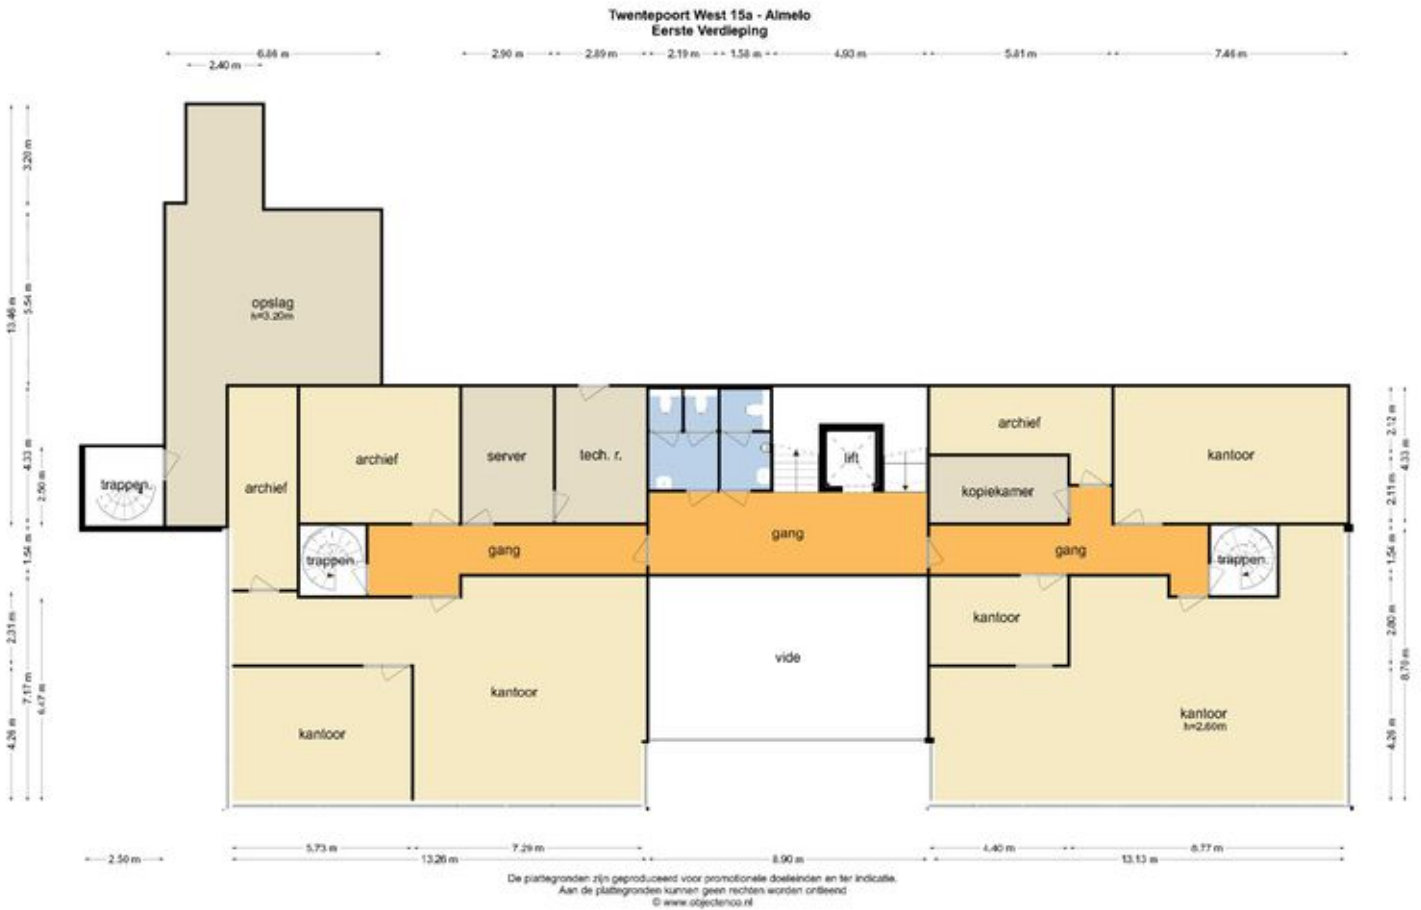 Twentepoort West 15a - Almelo
Eerste Verdieping
6.86 m
2.90 m
2.89 m
2.19 m
1.58 m
4.93 m
5.81 m
7.46 m
2.40 m
3.20 m
13.46 m
5.54 m
opslag
h=3.20m
2.12 m
4.33 m
archief
kantoor
4.33 m
archief
server
tech. r.
lift
2.50 m
trappen.
archief
kopiekamer
2.11 m
gang
1.54 m
trappen.
gang
gang
trappen.
1.54 m
2.31 m
kantoor
2.80 m
vide
8.70 m
7.17 m
6.47 m
kantoor
kantoor
h=2.60m
4.26 m
kantoor
4.26 m
5.73 m
7.29 m
4.40 m
8.77 m
2.50 m
13.26 m
8.90 m
13.13 m
De plattegronden zijn geproduceerd voor promotionele doeleinden en ter indicatie.
Aan de plattegronden kunnen geen rechten worden ontleend
© www.objectenco.nl